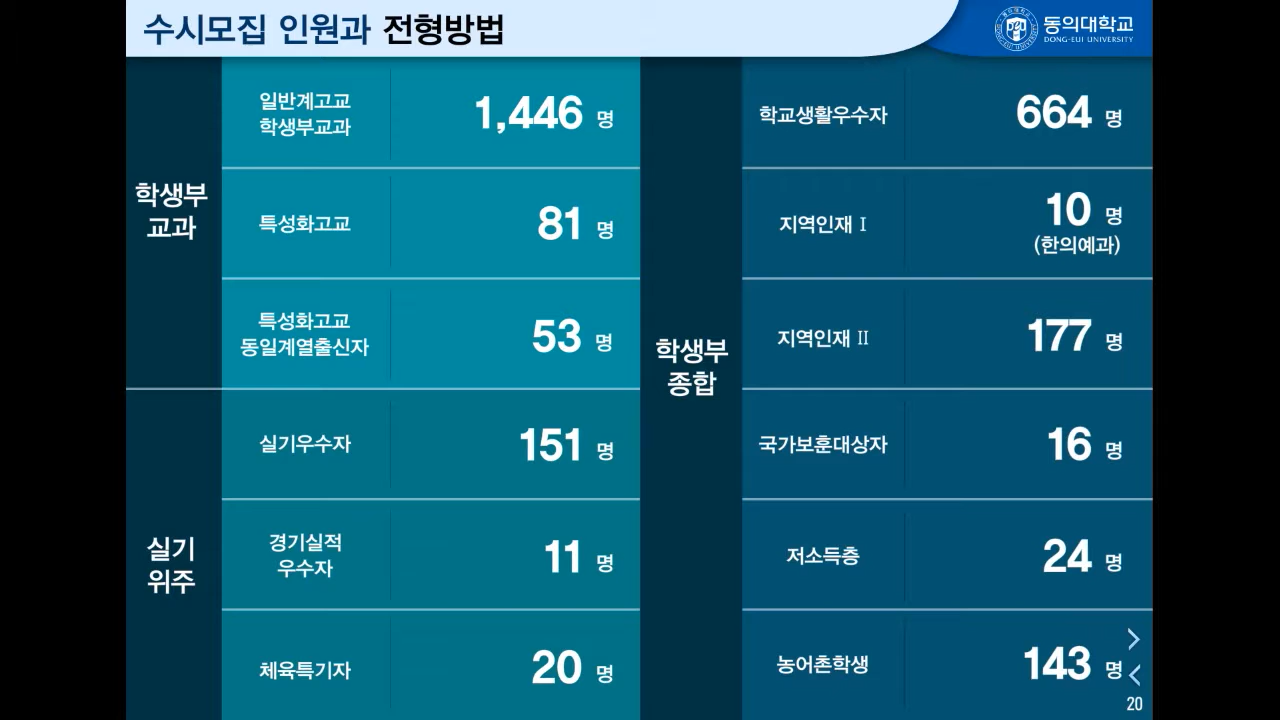 수시모집 인원과 전형방법
동의대학교
DONG-EUI UNIVERSITY
학생부
교과
일반계고교
학생부교과
1,446 명
특성화고교
81 명
특성화고교
동일계열출신자
53 명
실기
위주
실기우수자
151 명
경기실적
우수자
11 명
체육특기자
20 명
학생부
종합
학교생활우수자
664 명
지역인재 Ⅰ
10 명
(한의예과)
지역인재 Ⅱ
177 명
국가보훈대상자
16 명
저소득층
24 명
농어촌학생
143 명
20